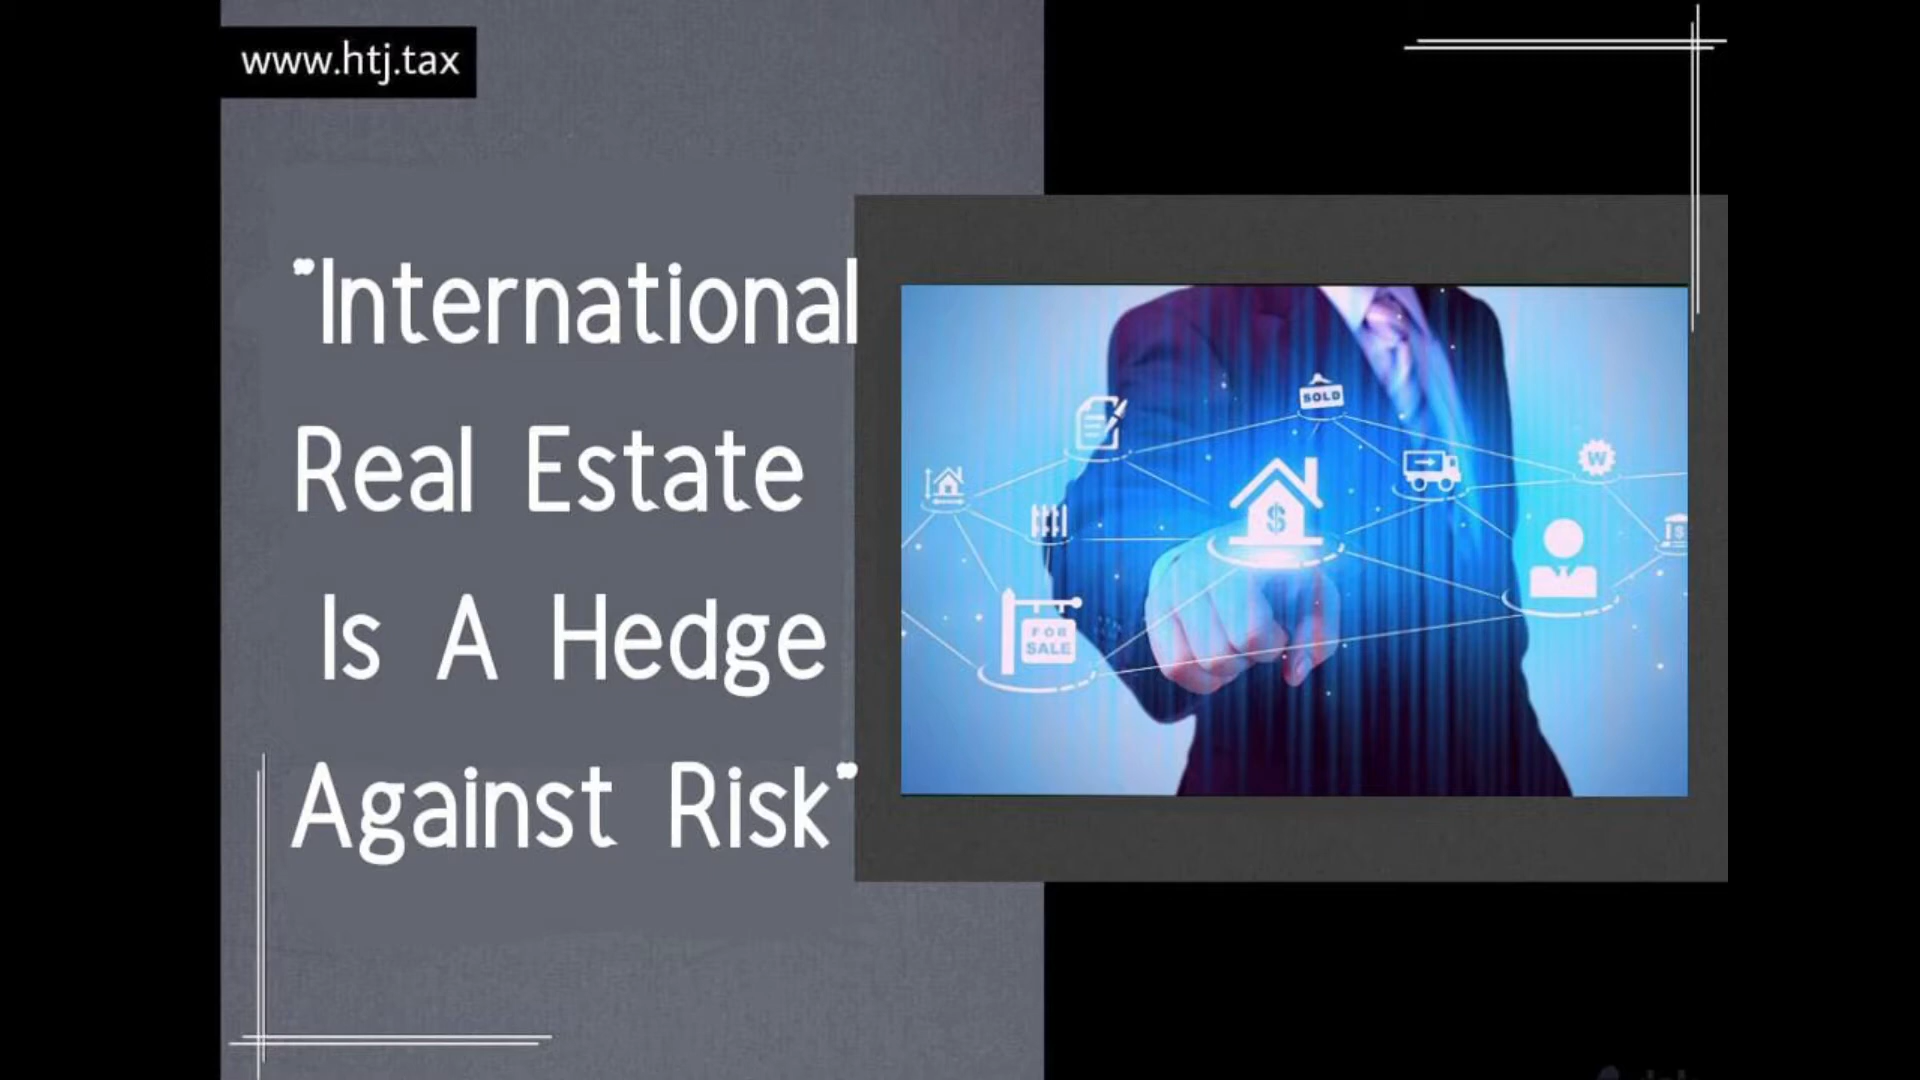 www.htj.tax
"International
Real Estate
Is A Hedge
Against Risk"
SOLD
W
$
$
FOR
SALE